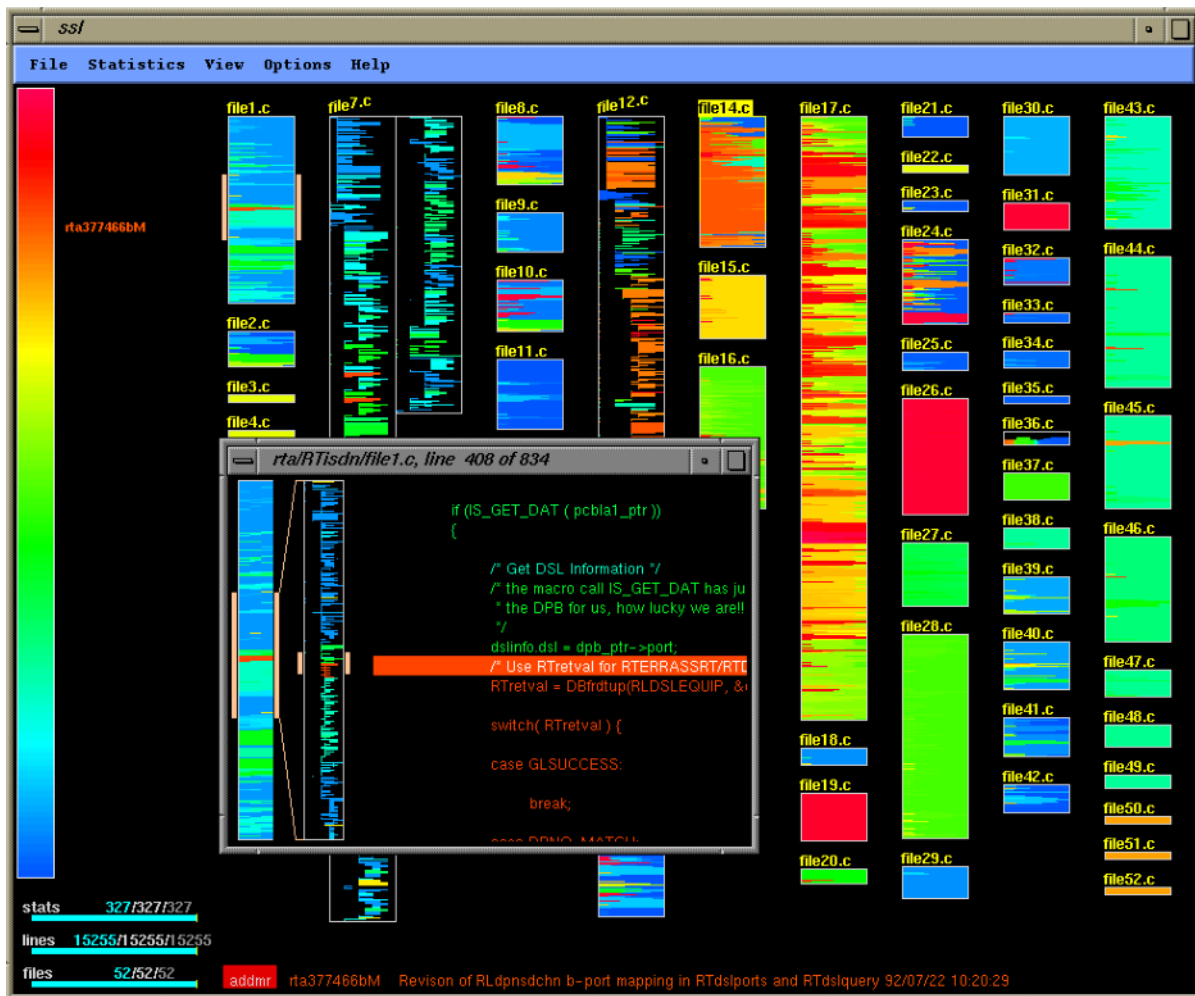 ssl
File Statistics View Options Help
file1.c
file7.c
file8.c
file12.c
file14.c
file17.c
file21.c
file30.c
file43.c
file22.c
file31.c
file9.c
file23.c
rta377466bM
file24.c
file32.c
file44.c
file10.c
file15.c
file33.c
file2.c
file11.c
file16.c
file25.c
file34.c
file3.c
file26.c
file35.c
file45.c
file4.c
file36.c
file37.c
rta/RTisdn/file1.c, line 408 of 834
if (IS_GET_DAT ( pcbla1_ptr ))
{
/* Get DSL Information */
/* the macro call IS_GET_DAT has ju
* the DPB for us, how lucky we are!!
*/
dslinfo.dsl = dpb_ptr->port;
/* Use RTretval for RTERRASSRT/RTD
RTretval = DBfrdtup(RLDSLEQUIP, &
switch( RTretval ) {
case GLSUCCESS:
break;
file27.c
file38.c
file46.c
file39.c
file28.c
file40.c
file47.c
file41.c
file48.c
file18.c
file42.c
file49.c
file19.c
file50.c
file20.c
file29.c
file51.c
file52.c
stats 327/327/327
lines 15255/15255/15255
files 52/52/52
addmr rta377466bM Revison of RLdpnsdchn b-port mapping in RTdslports and RTdslquery 92/07/22 10:20:29